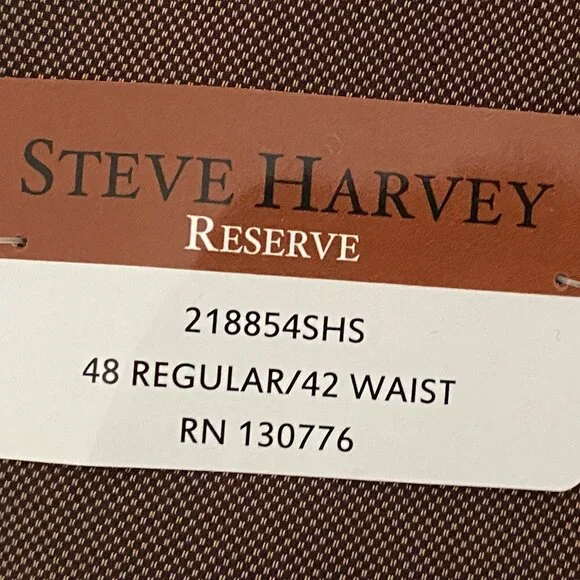 STEVE HARVEY
RESERVE
218854SHS
48 REGULAR/42 WAIST
RN 130776